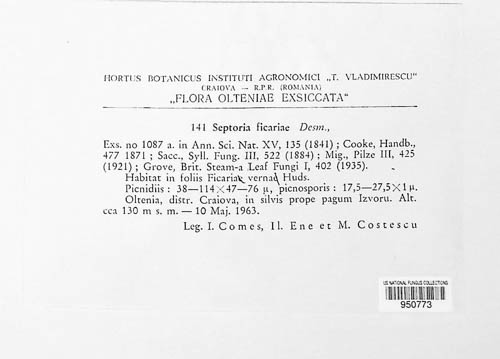 HORTUS BOTANICUS INSTITUTI AGRONOMICI „T. VLADIMIRESCU"
CRAIOVA — R.P.R. (ROMANIA)
„FLORA OLTENIAE EXSICCATA"
141 Septoria ficariae Desm.,
Exs. no 1087 a. in Ann. Sci. Nat. XV, 135 (1841) ; Cooke, Handb.,
477 1871 ; Sacc., Syll. Fung. III, 522 (1884) ; Mig., Pilze III, 425
(1921) ; Grove, Brit. Stem-a Leaf Fungi I, 402 (1935).
Habitat in foliis Ficariae vernae Huds.
Picnidiis : 38—114×47—76 µ, picnosporis : 17,5—27,5×1 µ.
Oltenia, distr. Craiova, in silvis prope pagum Izvoru. Alt.
cca 130 m s. m. — 10 Maj. 1963.
Leg. I. Comes, Il. Ene et M. Costescu
US NATIONAL FUNGUS COLLECTIONS
950773